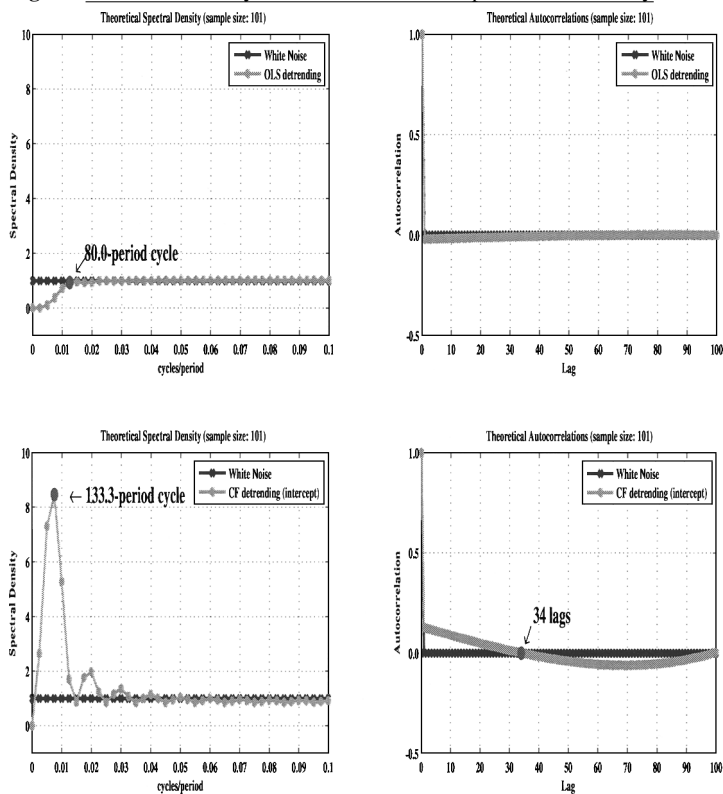 Theoretical Spectral Density (sample size: 101)
White Noise
OLS detrending
80.0-period cycle
Spectral Density
10
8
6
4
2
0
0 0.01 0.02 0.03 0.04 0.05 0.06 0.07 0.08 0.09 0.1
cycles/period
Theoretical Autocorrelations (sample size: 101)
White Noise
OLS detrending
Autocorrelation
1.0
0.5
0.0
-0.5
0 10 20 30 40 50 60 70 80 90 100
Lag
Theoretical Spectral Density (sample size: 101)
White Noise
CF detrending (intercept)
← 133.3-period cycle
Spectral Density
10
8
6
4
2
0
0 0.01 0.02 0.03 0.04 0.05 0.06 0.07 0.08 0.09 0.1
cycles/period
Theoretical Autocorrelations (sample size: 101)
White Noise
CF detrending (intercept)
34 lags
Autocorrelation
1.0
0.5
0.0
-0.5
0 10 20 30 40 50 60 70 80 90 100
Lag